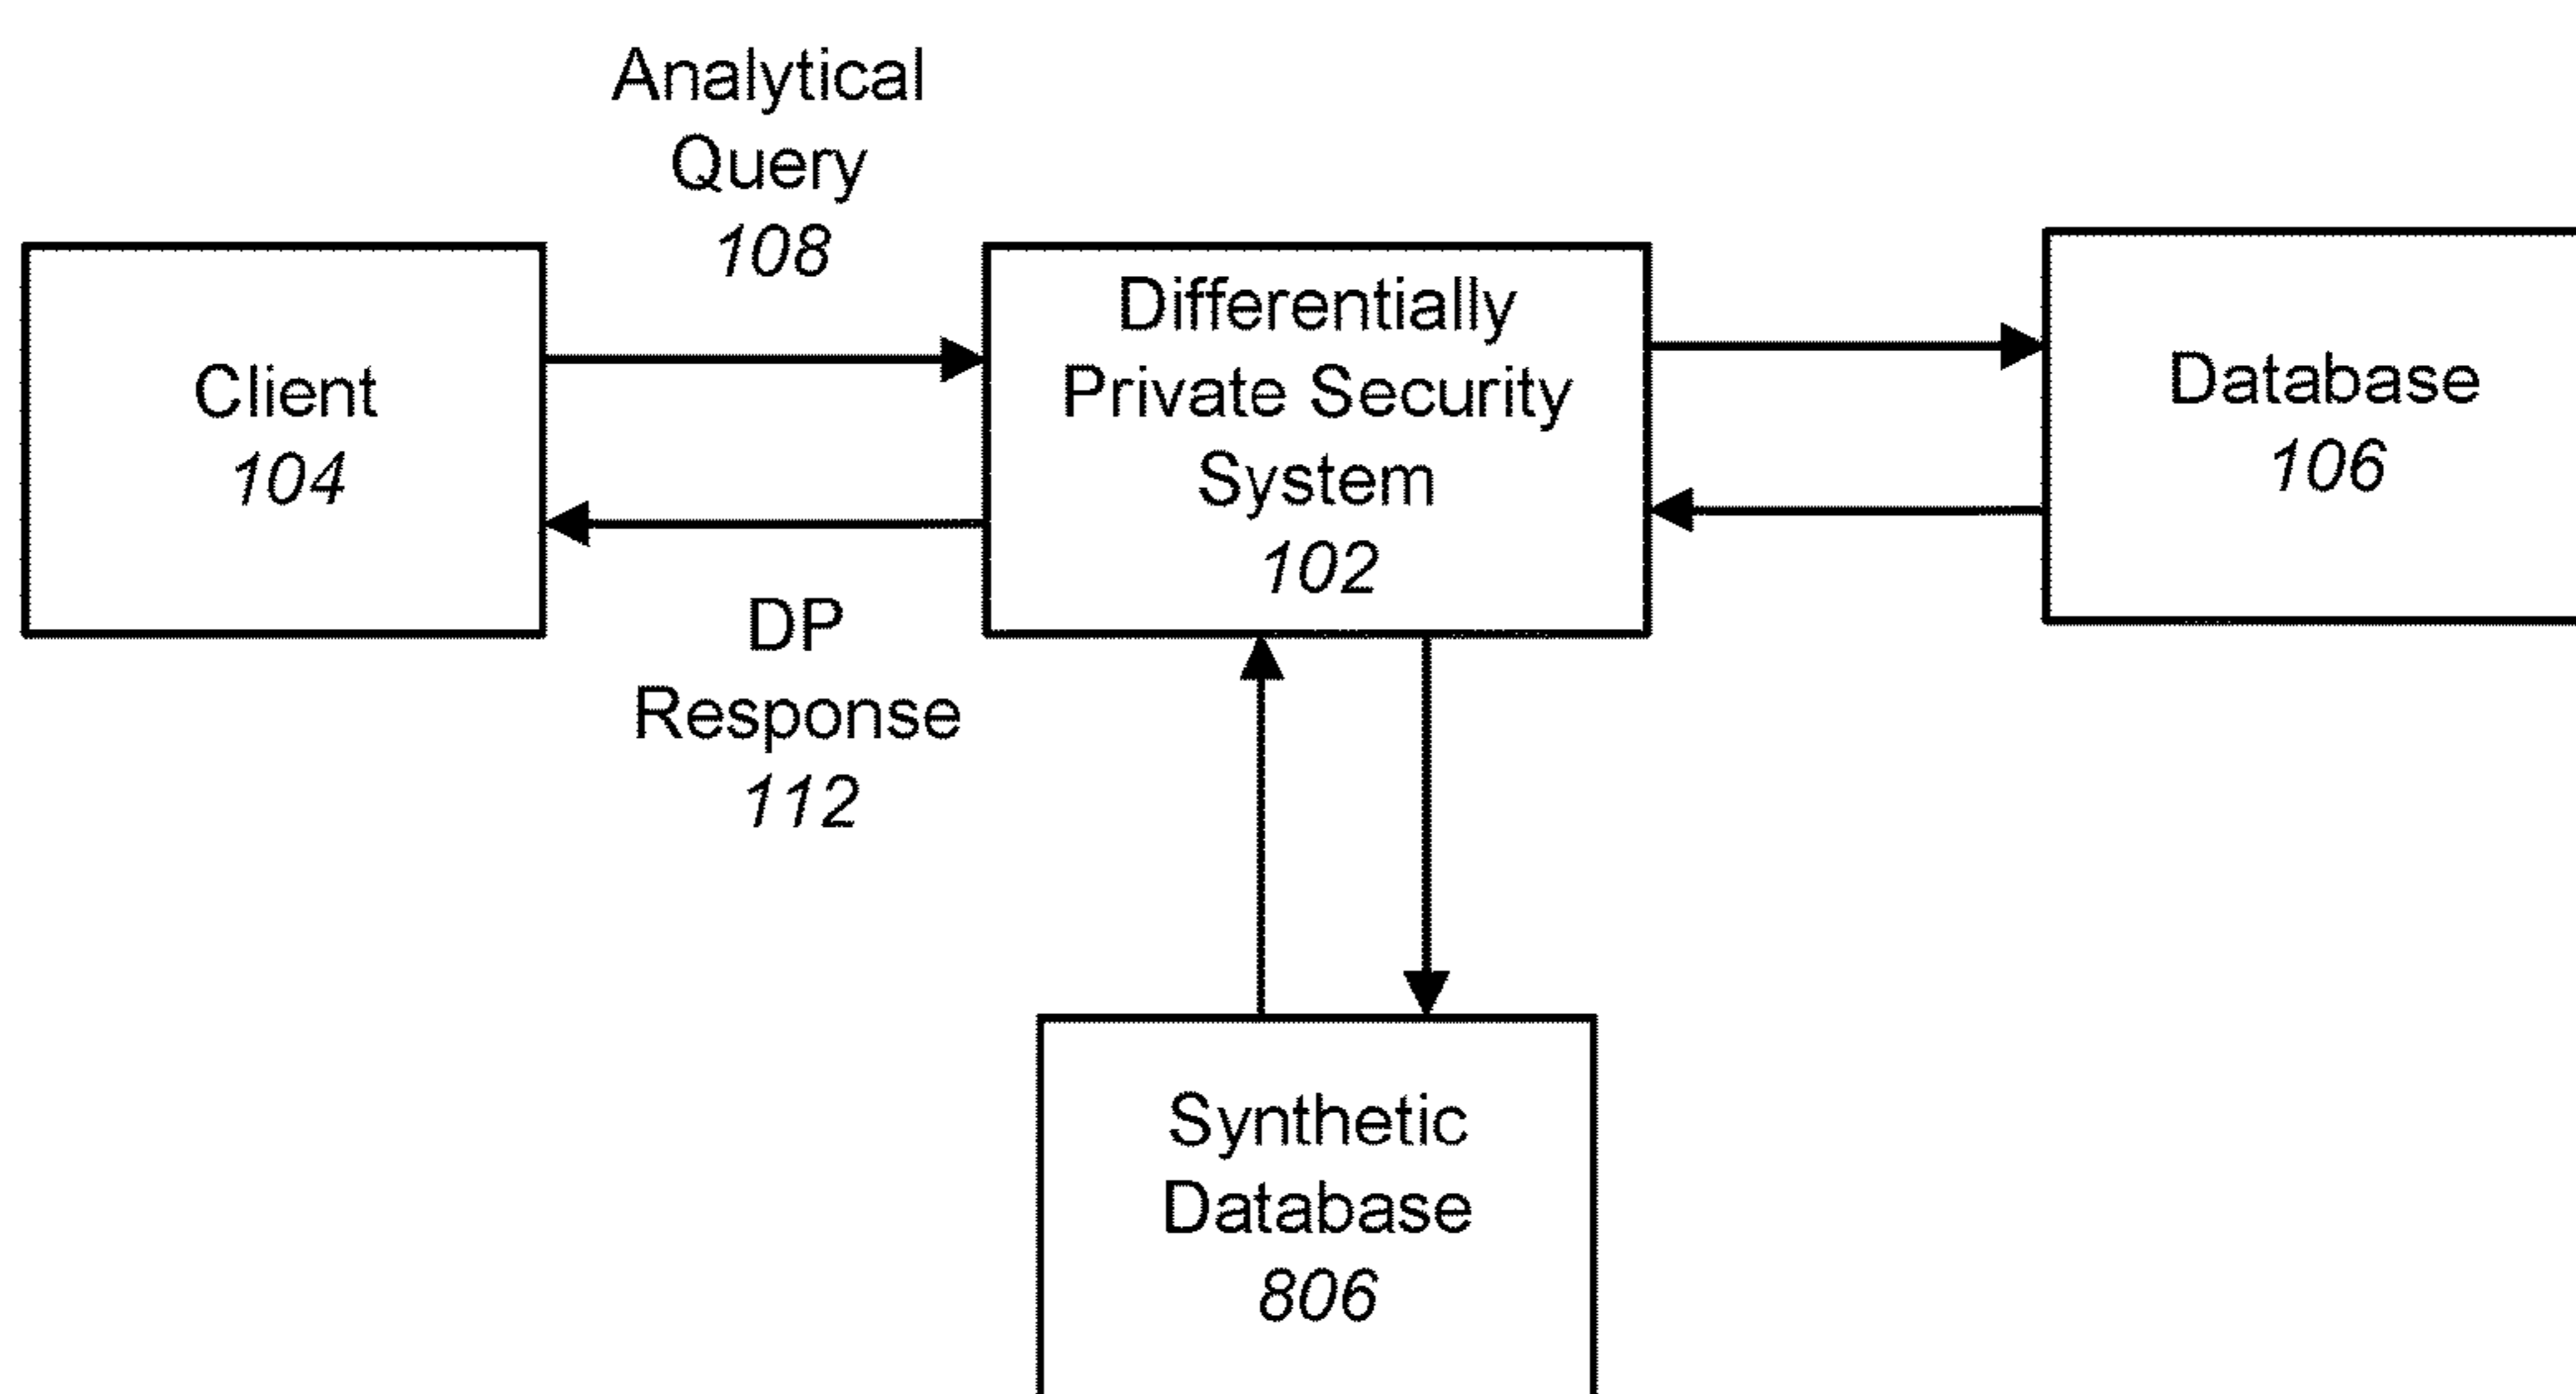 Analytical
Query
108
Client
104
DP
Response
112
Differentially
Private Security
System
102
Database
106
Synthetic
Database
806